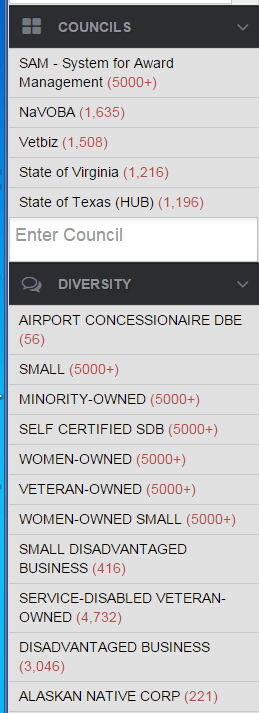 COUNCILS
SAM - System for Award
Management (5000+)
NaVOBA (1,635)
Vetbiz (1,508)
State of Virginia (1,216)
State of Texas (HUB) (1,196)
Enter Council
DIVERSITY
AIRPORT CONCESSIONAIRE DBE
(56)
SMALL (5000+)
MINORITY-OWNED (5000+)
SELF CERTIFIED SDB (5000+)
WOMEN-OWNED (5000+)
VETERAN-OWNED (5000+)
WOMEN-OWNED SMALL (5000+)
SMALL DISADVANTAGED
BUSINESS (416)
SERVICE-DISABLED VETERAN-
OWNED (4,732)
DISADVANTAGED BUSINESS
(3,046)
ALASKAN NATIVE CORP (221)